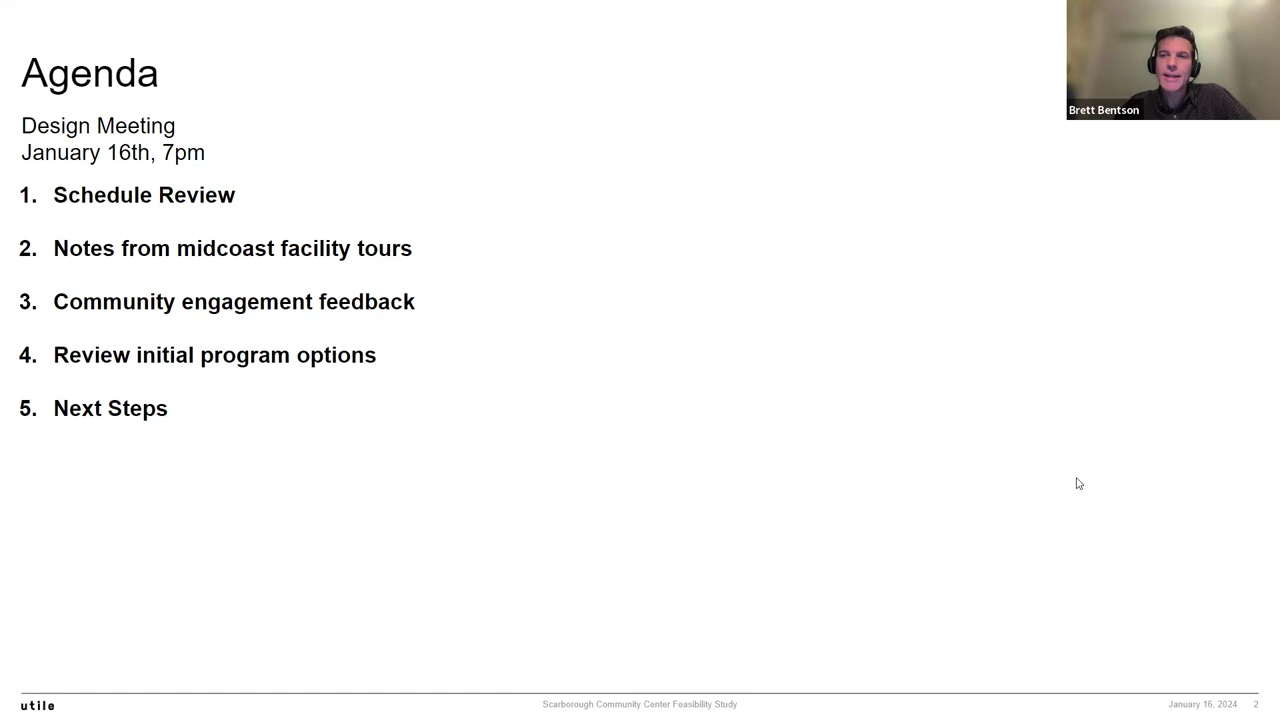 Agenda
Design Meeting
January 16th, 7pm
1. Schedule Review
2. Notes from midcoast facility tours
3. Community engagement feedback
4. Review initial program options
5. Next Steps
Brett Bentson
utile
Scarborough Community Center Feasibility Study
January 16, 2024 2